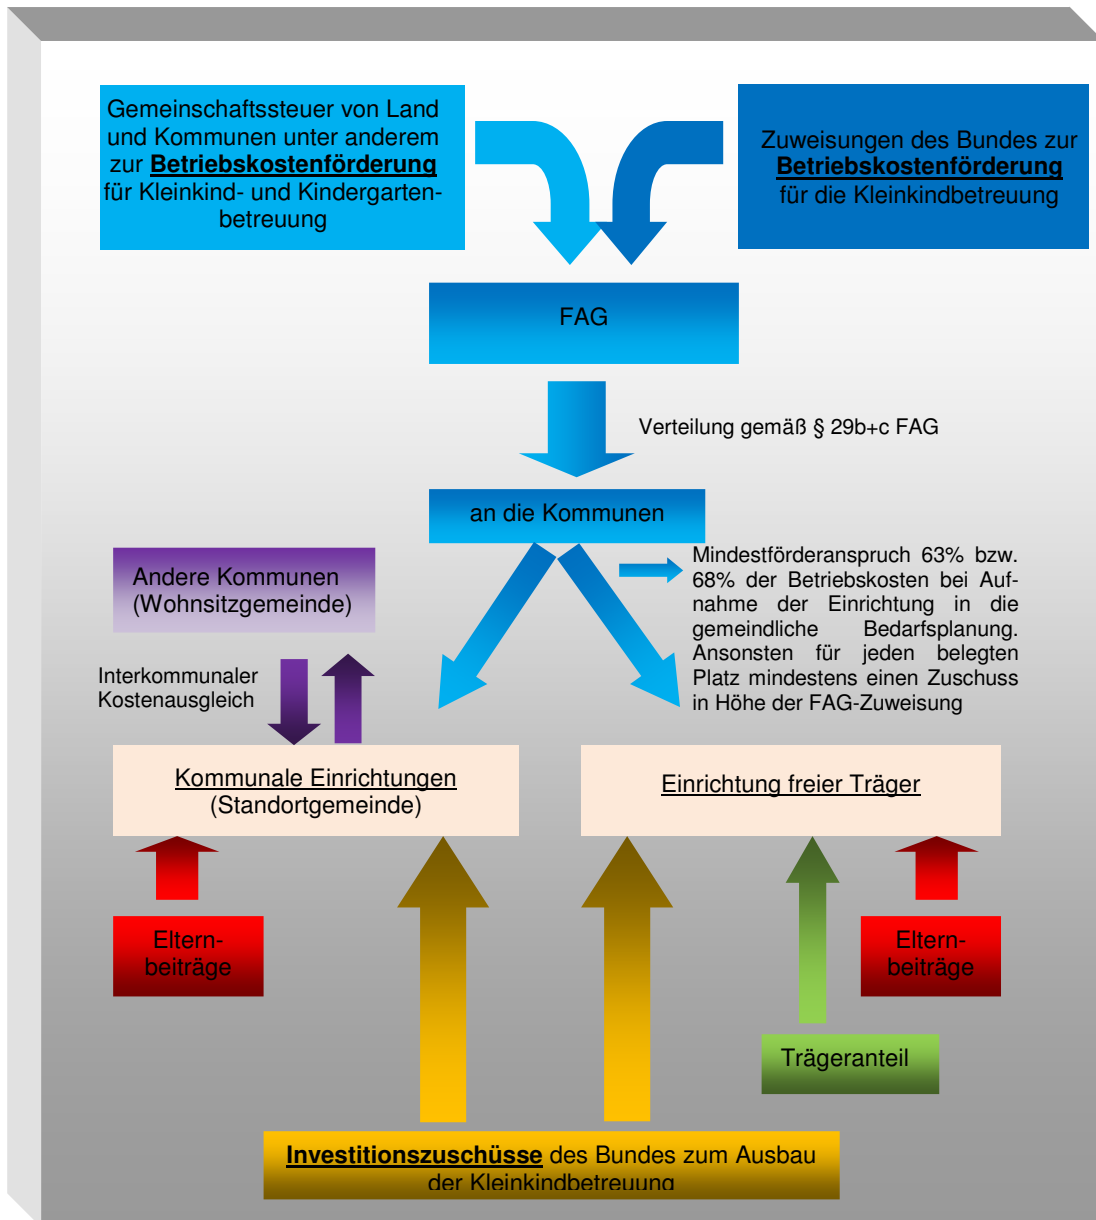 Gemeinschaftssteuer von Land
und Kommunen unter anderem
zur Betriebskostenförderung
für Kleinkind- und Kindergarten-
betreuung
Zuweisungen des Bundes zur
Betriebskostenförderung
für die Kleinkindbetreuung
FAG
Verteilung gemäß § 29b+c FAG
an die Kommunen
Mindestförderanspruch 63% bzw.
68% der Betriebskosten bei Auf-
nahme der Einrichtung in die
gemeindliche Bedarfsplanung.
Ansonsten für jeden belegten
Platz mindestens einen Zuschuss
in Höhe der FAG-Zuweisung
Andere Kommunen
(Wohnsitzgemeinde)
Interkommunaler
Kostenausgleich
Kommunale Einrichtungen
(Standortgemeinde)
Einrichtung freier Träger
Eltern-
beiträge
Eltern-
beiträge
Trägeranteil
Investitionszuschüsse des Bundes zum Ausbau
der Kleinkindbetreuung